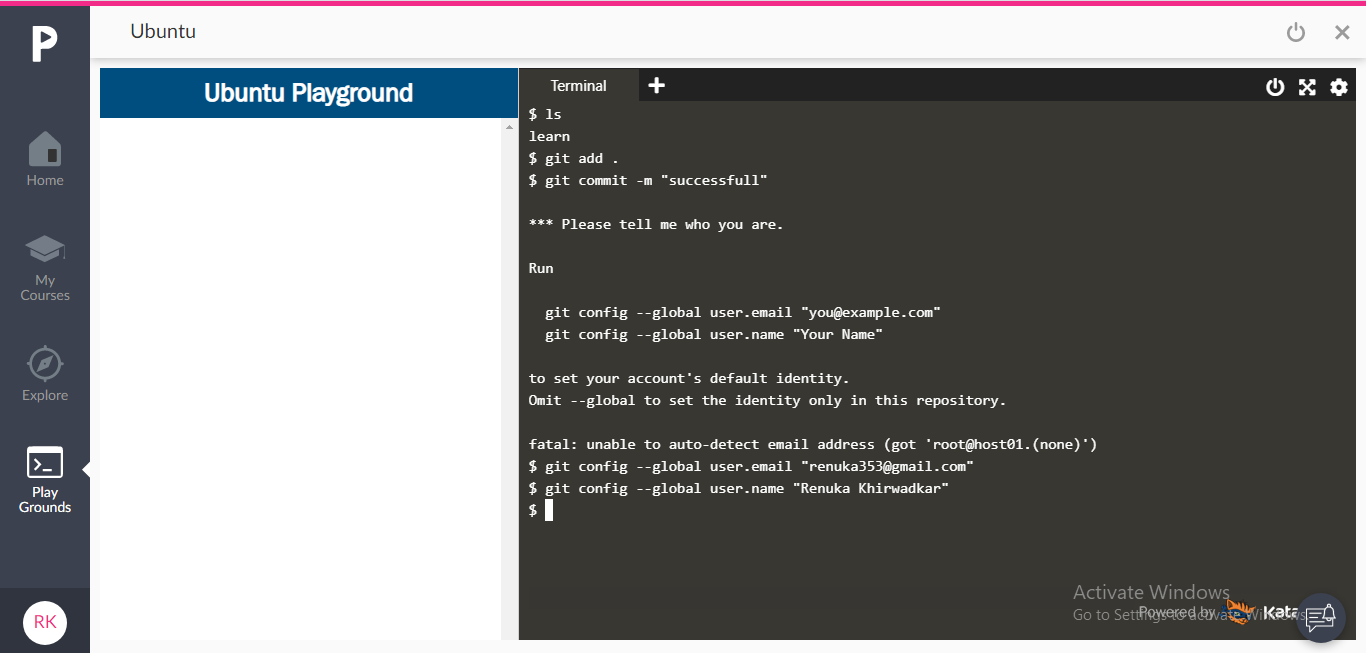 Ubuntu
Home
My
Courses
Explore
Play
Grounds
RK
Ubuntu Playground
Terminal
$ ls
learn
$ git add .
$ git commit -m "successfull"
*** Please tell me who you are.
Run
git config --global user.email "you@example.com"
git config --global user.name "Your Name"
to set your account's default identity.
Omit --global to set the identity only in this repository.
fatal: unable to auto-detect email address (got 'root@host01.(none)')
$ git config --global user.email "renuka353@gmail.com"
$ git config --global user.name "Renuka Khirwadkar"
$
Activate Windows
Go to Settings to activate Windows.
Powered by